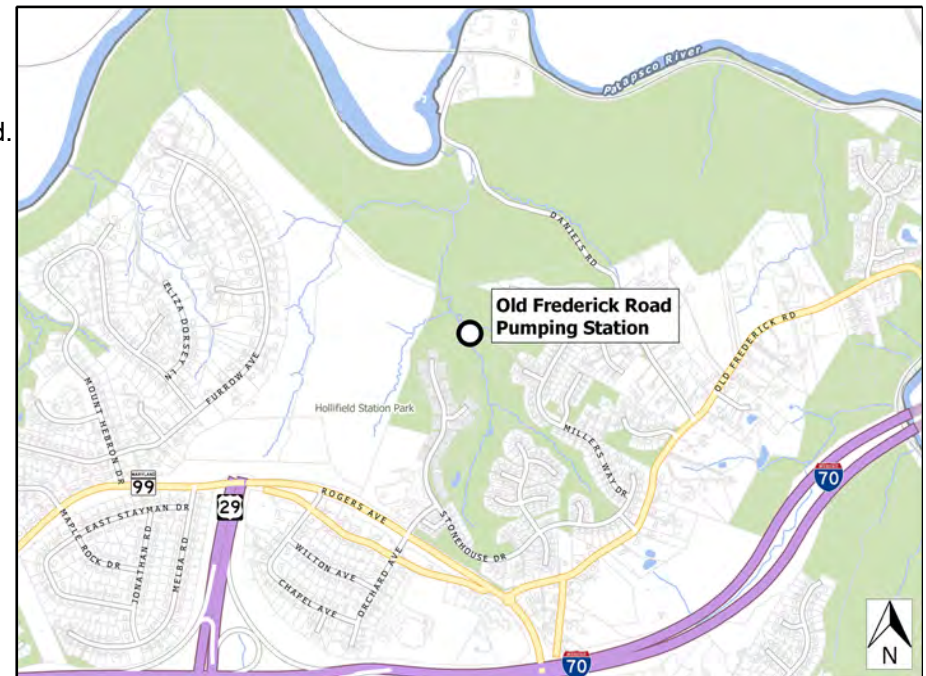 d.
Patapsco River
DANIELS RD
ELIZA DORSEY LN
Old Frederick Road
Pumping Station
FURROW AVE
OLD FREDERICK RD
MOUNT HEBRON DR
Hollifield Station Park
MILLERS WAY DR
MARYLAND
99
29
70
ROGERS AVE
EAST STAYMAN DR
MAPLE ROCK DR
JONATHAN RD
MELBA RD
WILTON AVE
CHAPEL AVE
ORCHARD AVE
STONEHOUSE DR
70
N